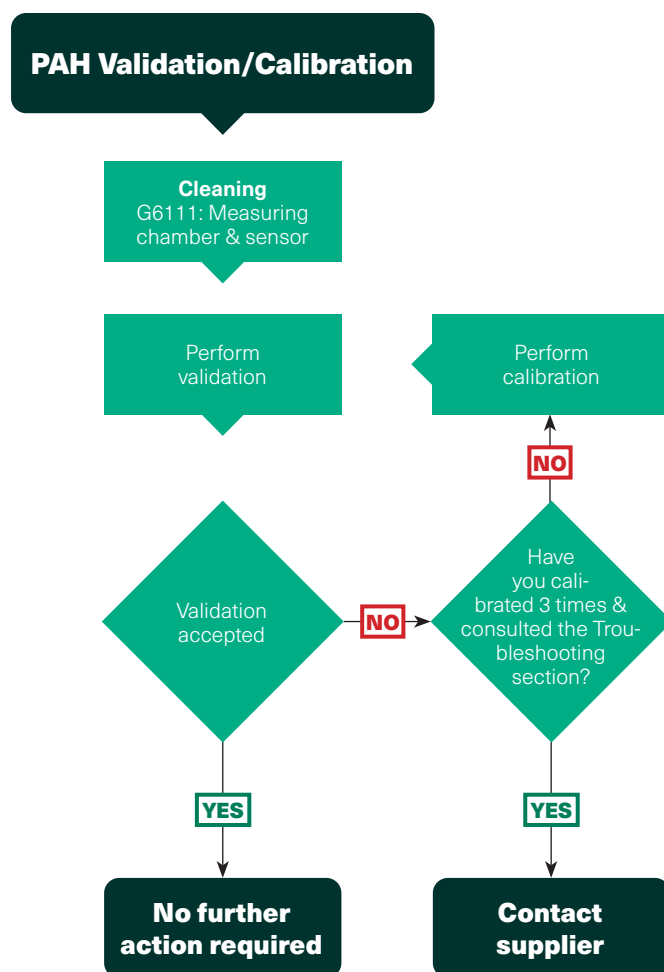 PAH Validation/Calibration
Cleaning
G6111: Measuring
chamber & sensor
Perform
validation
Perform
calibration
NO
Validation
accepted
NO
Have
you cali-
brated 3 times &
consulted the Trou-
bleshooting
section?
YES
YES
No further
action required
Contact
supplier